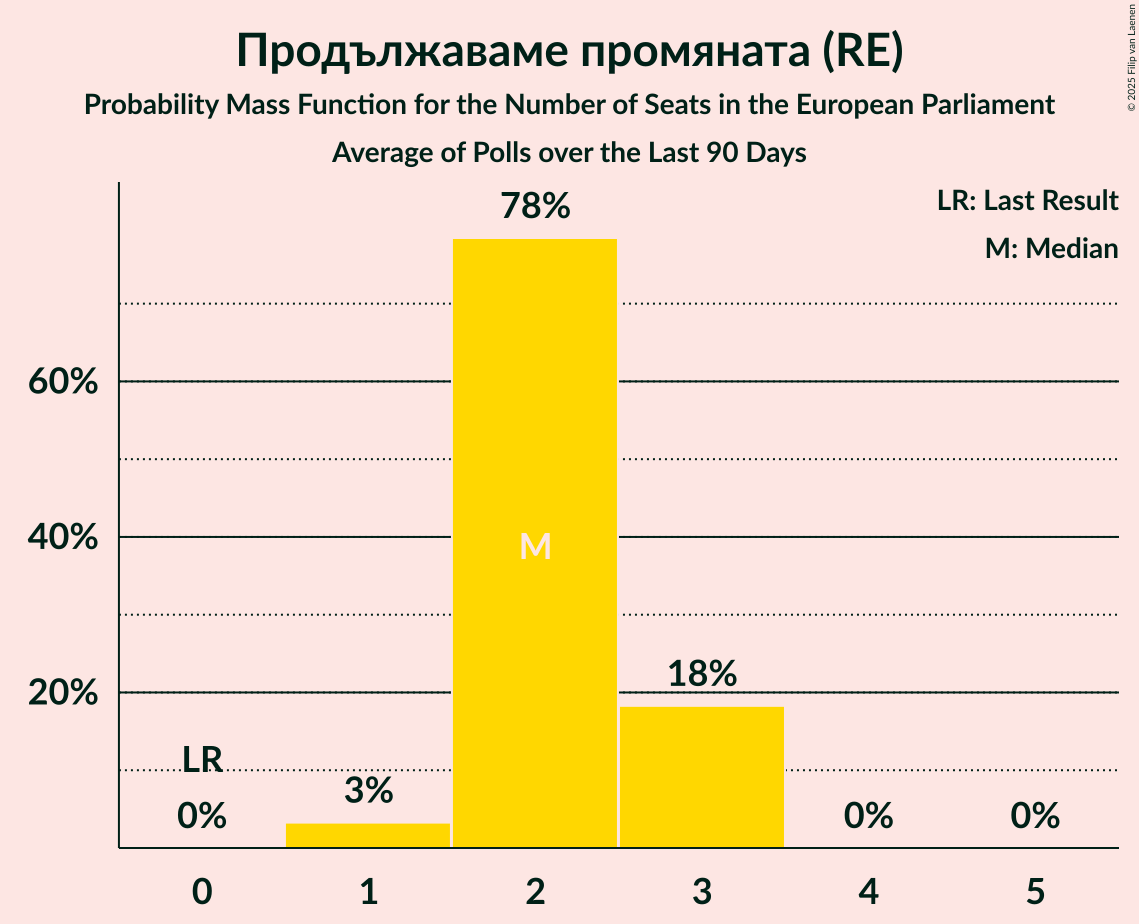 Продължаваме промяната (RE)
Probability Mass Function for the Number of Seats in the European Parliament
Average of Polls over the Last 90 Days
© 2025 Filip van Laenen
LR: Last Result
M: Median
78%
60%
40%
20%
M
18%
LR
3%
0%
0%
0%
0 1 2 3 4 5